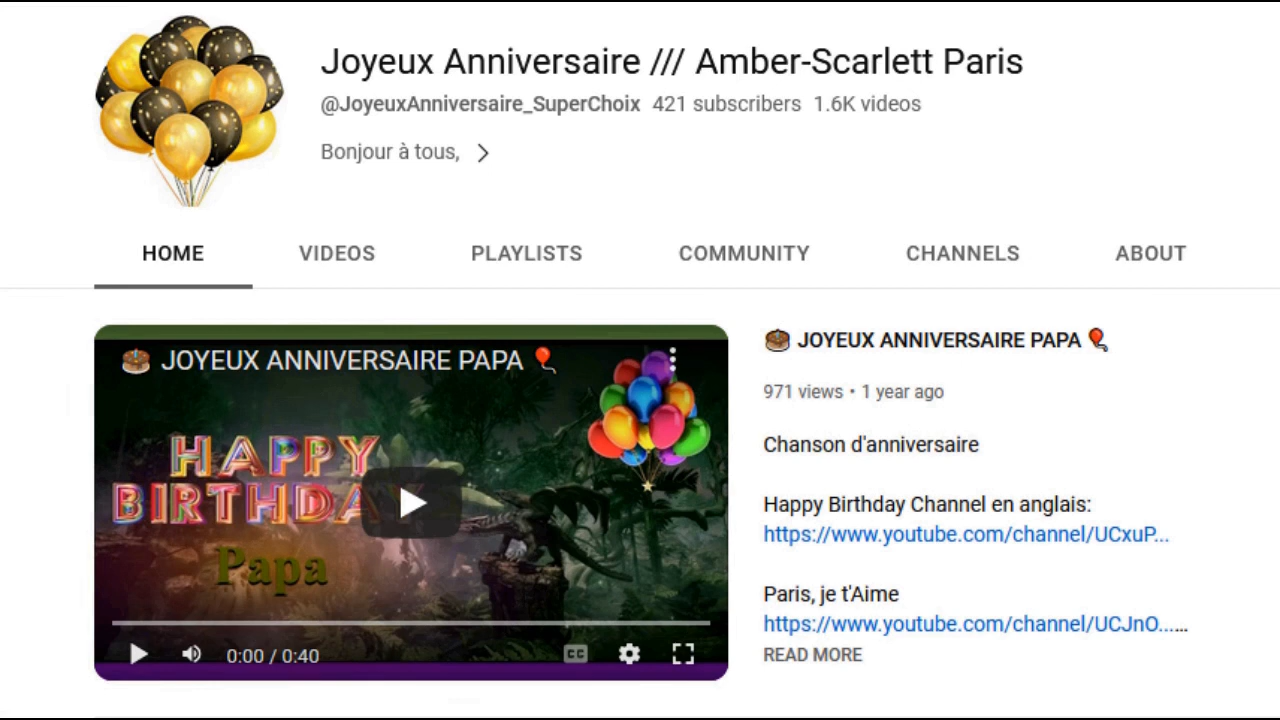 Joyeux Anniversaire /// Amber-Scarlett Paris
@JoyeuxAnniversaire_SuperChoix 421 subscribers 1.6K videos
Bonjour à tous,
HOME VIDEOS PLAYLISTS COMMUNITY CHANNELS ABOUT
JOYEUX ANNIVERSAIRE PAPA
HAPPY
BIRTHDAY
Papa
0:00 / 0:40
CC
JOYEUX ANNIVERSAIRE PAPA
971 views • 1 year ago
Chanson d'anniversaire
Happy Birthday Channel en anglais:
https://www.youtube.com/channel/UCxuP...
Paris, je t'Aime
https://www.youtube.com/channel/UCJnO......
READ MORE